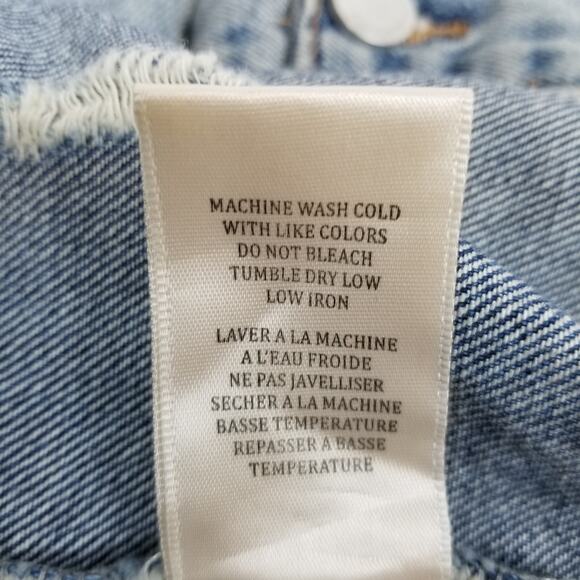 MACHINE WASH COLD
WITH LIKE COLORS
DO NOT BLEACH
TUMBLE DRY LOW
LOW IRON
LAVER A LA MACHINE
A L'EAU FROIDE
NE PAS JAVELLISER
SECHER A LA MACHINE
BASSE TEMPERATURE
REPASSER A BASSE
TEMPERATURE